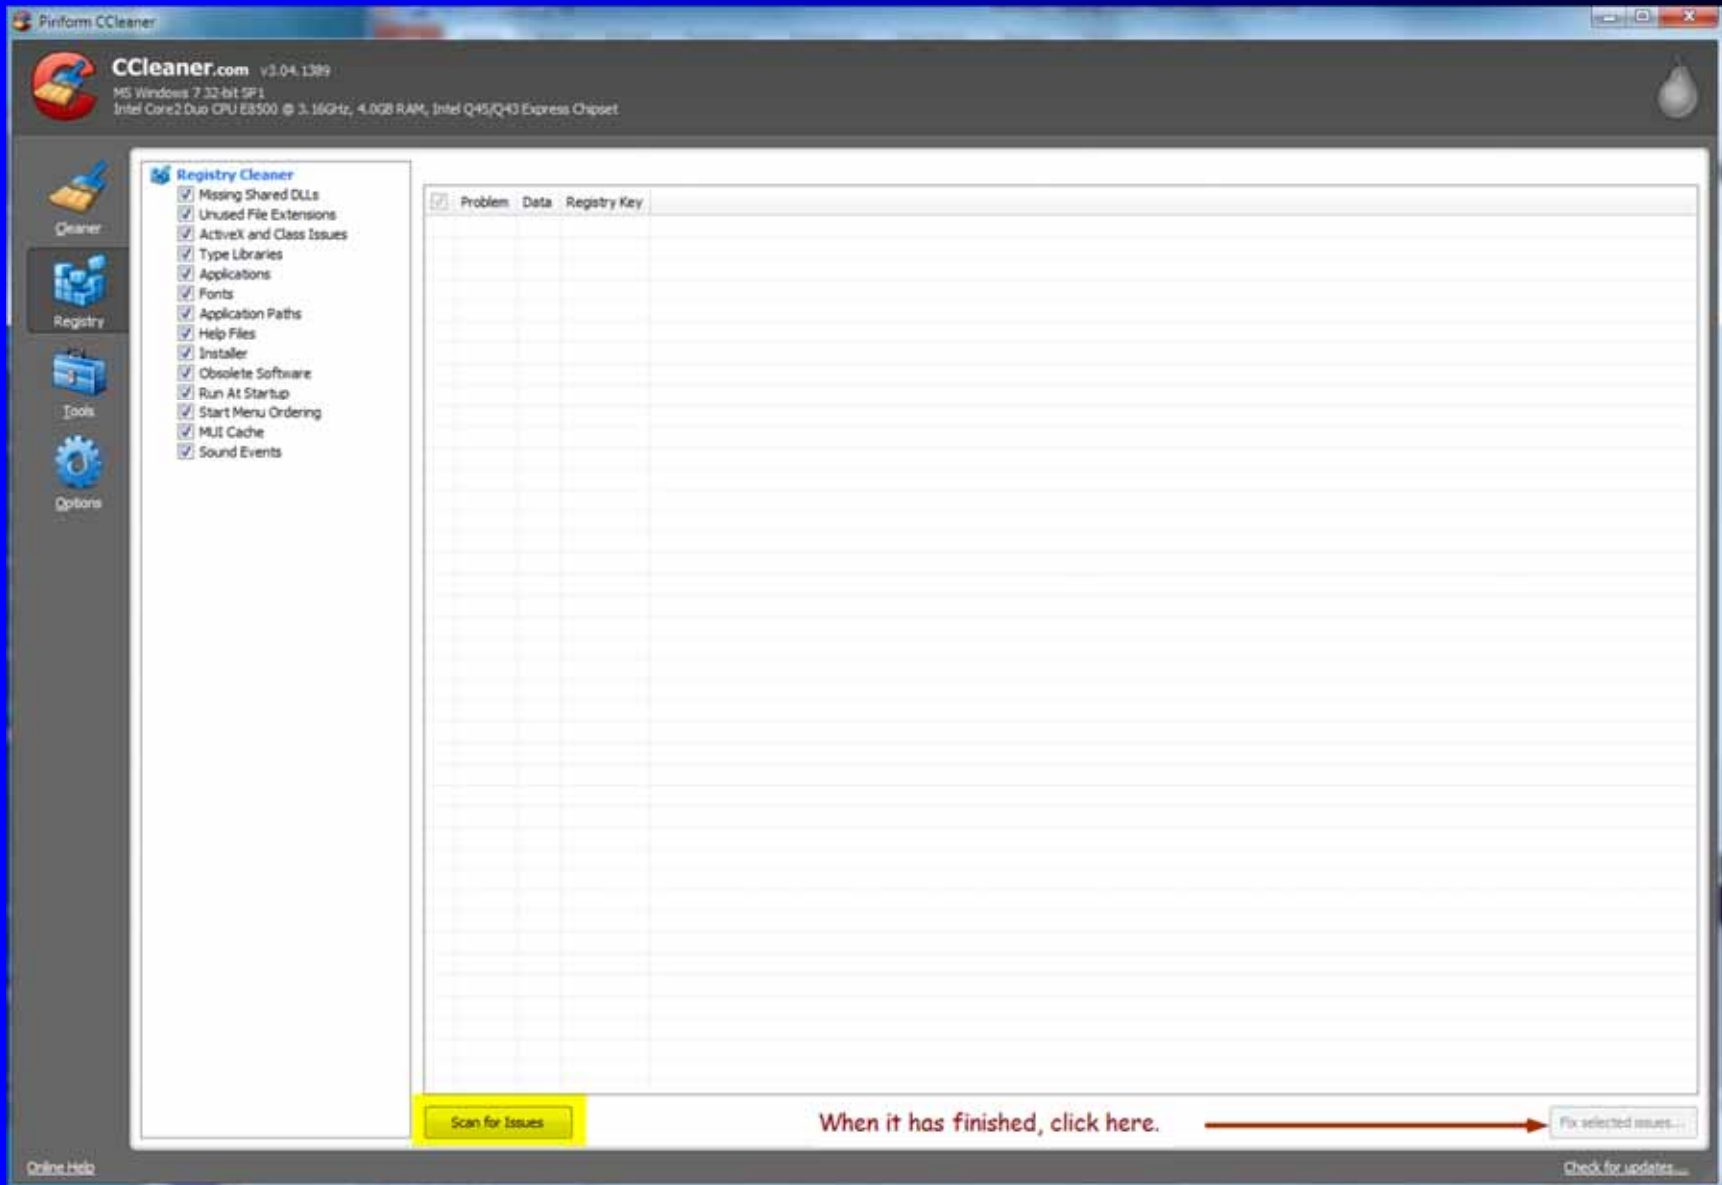 Piriform CCleaner
CCleaner.com v3.04.1389
MS Windows 7 32-bit SP1
Intel Core2 Duo CPU E8500 @ 3.16GHz, 4.0GB RAM, Intel Q45/Q43 Express Chipset
Cleaner
Registry
Tools
Options
Registry Cleaner
Missing Shared DLLs
Unused File Extensions
ActiveX and Class Issues
Type Libraries
Applications
Fonts
Application Paths
Help Files
Installer
Obsolete Software
Run At Startup
Start Menu Ordering
MUI Cache
Sound Events
Problem Data Registry Key
Scan for Issues
When it has finished, click here.
Fix selected issues...
Online Help
Check for updates...